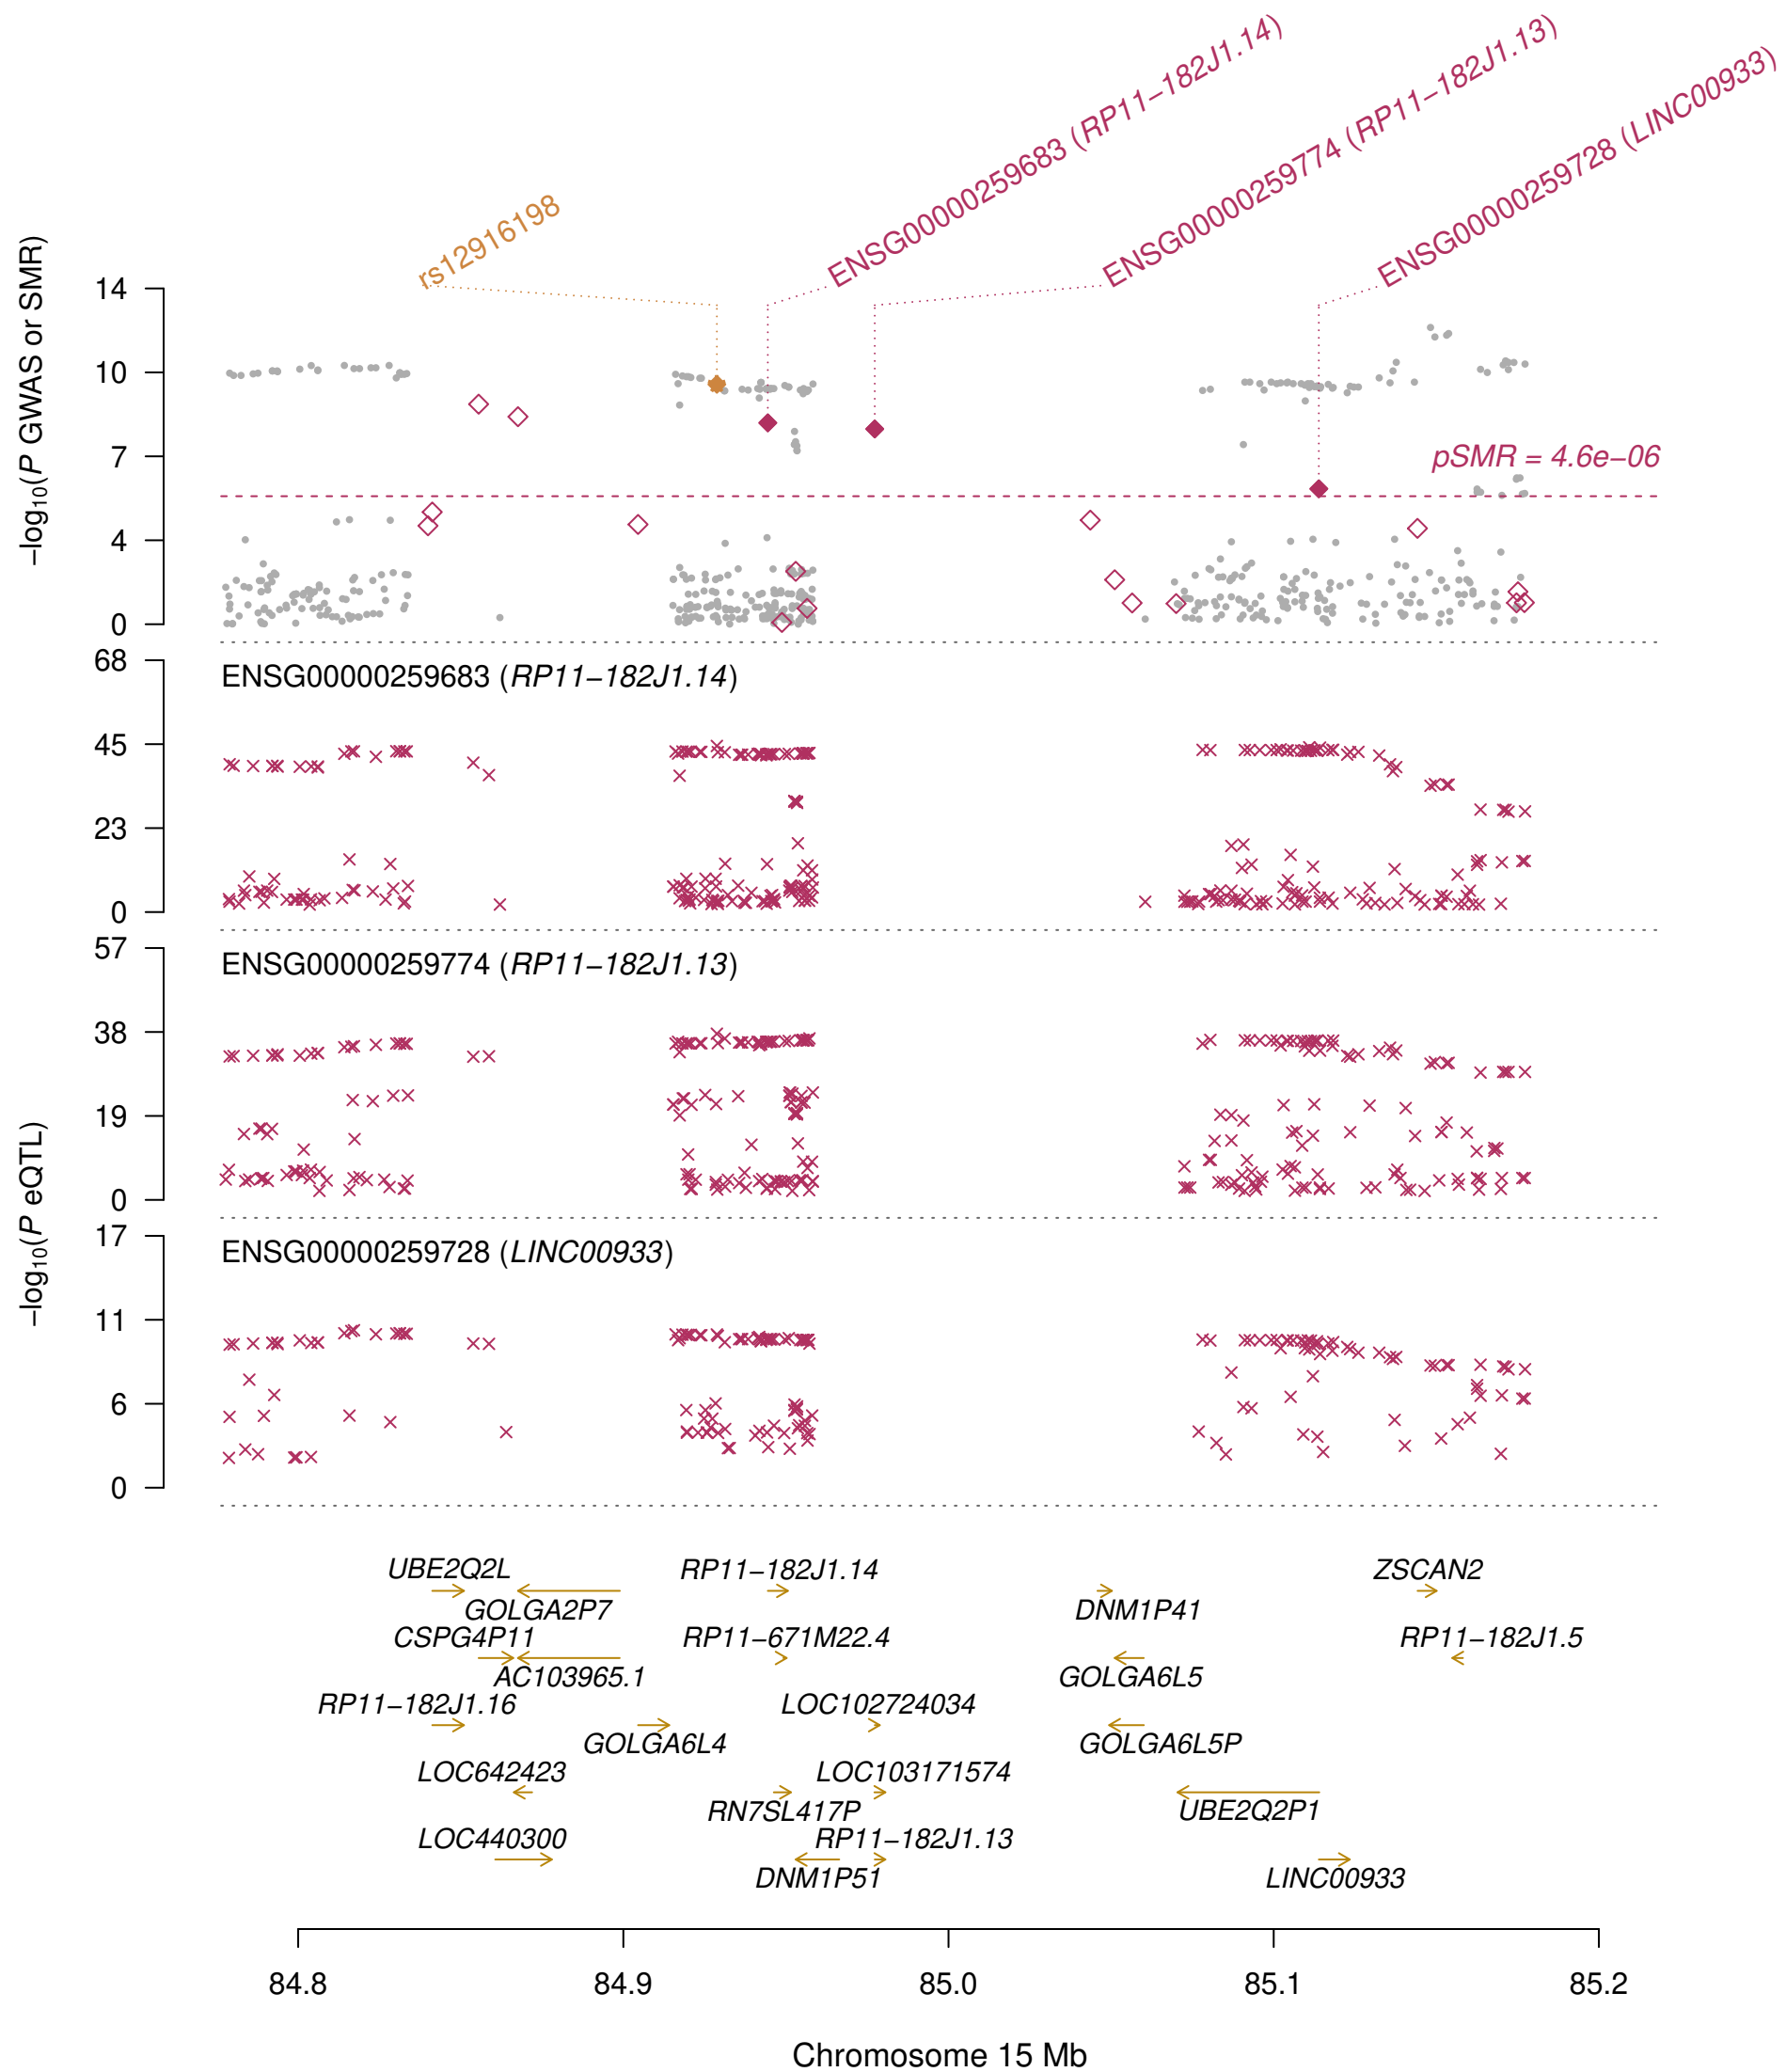 ENSG00000259683 (RP11−182J1.14)
ENSG00000259774 (RP11−182J1.13)
ENSG00000259728 (LINC00933)
rs12916198
−log10(P GWAS or SMR)
14
10
7
4
0
pSMR = 4.6e−06
68
45
23
0
ENSG00000259683 (RP11−182J1.14)
57
38
19
0
ENSG00000259774 (RP11−182J1.13)
−log10(P eQTL)
17
11
6
0
ENSG00000259728 (LINC00933)
UBE2Q2L
RP11−182J1.14
ZSCAN2
GOLGA2P7
DNM1P41
CSPG4P11
RP11−671M22.4
RP11−182J1.5
AC103965.1
GOLGA6L5
RP11−182J1.16
LOC102724034
GOLGA6L4
GOLGA6L5P
LOC642423
LOC103171574
RN7SL417P
UBE2Q2P1
LOC440300
RP11−182J1.13
DNM1P51
LINC00933
84.8
84.9
85.0
85.1
85.2
Chromosome 15 Mb